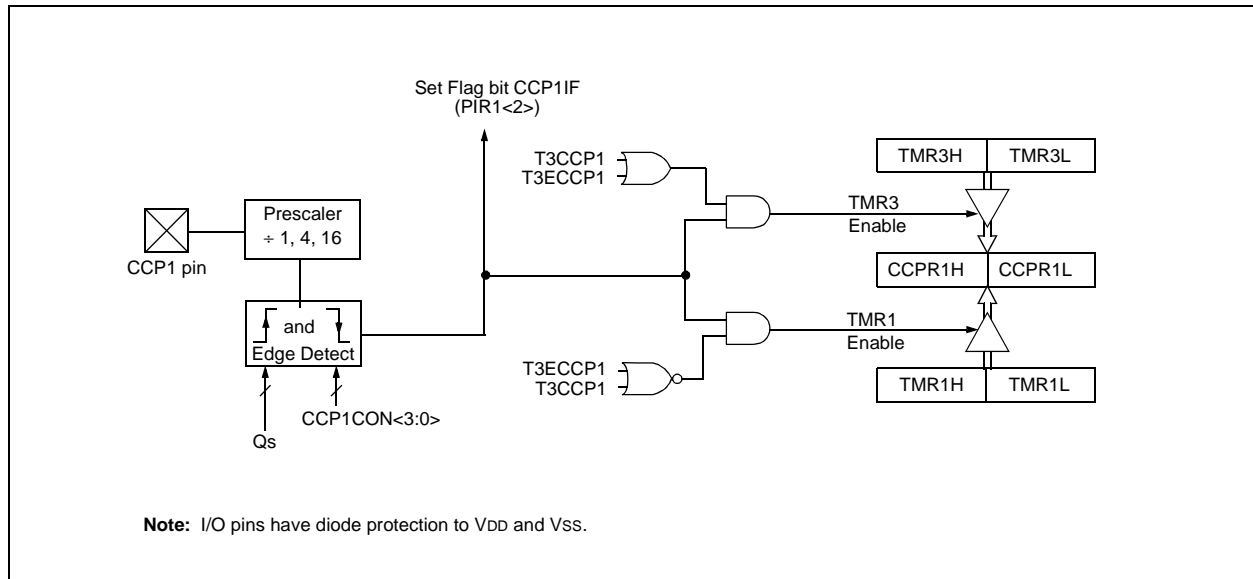 Set Flag bit CCP1IF
(PIR1<2>)
T3CCP1
T3ECCP1
TMR3H
TMR3L
Prescaler
÷ 1, 4, 16
CCP1 pin
TMR3
Enable
CCPR1H
CCPR1L
and
Edge Detect
CCP1CON<3:0>
Qs
T3ECCP1
T3CCP1
TMR1
Enable
TMR1H
TMR1L
Note: I/O pins have diode protection to VDD and VSS.